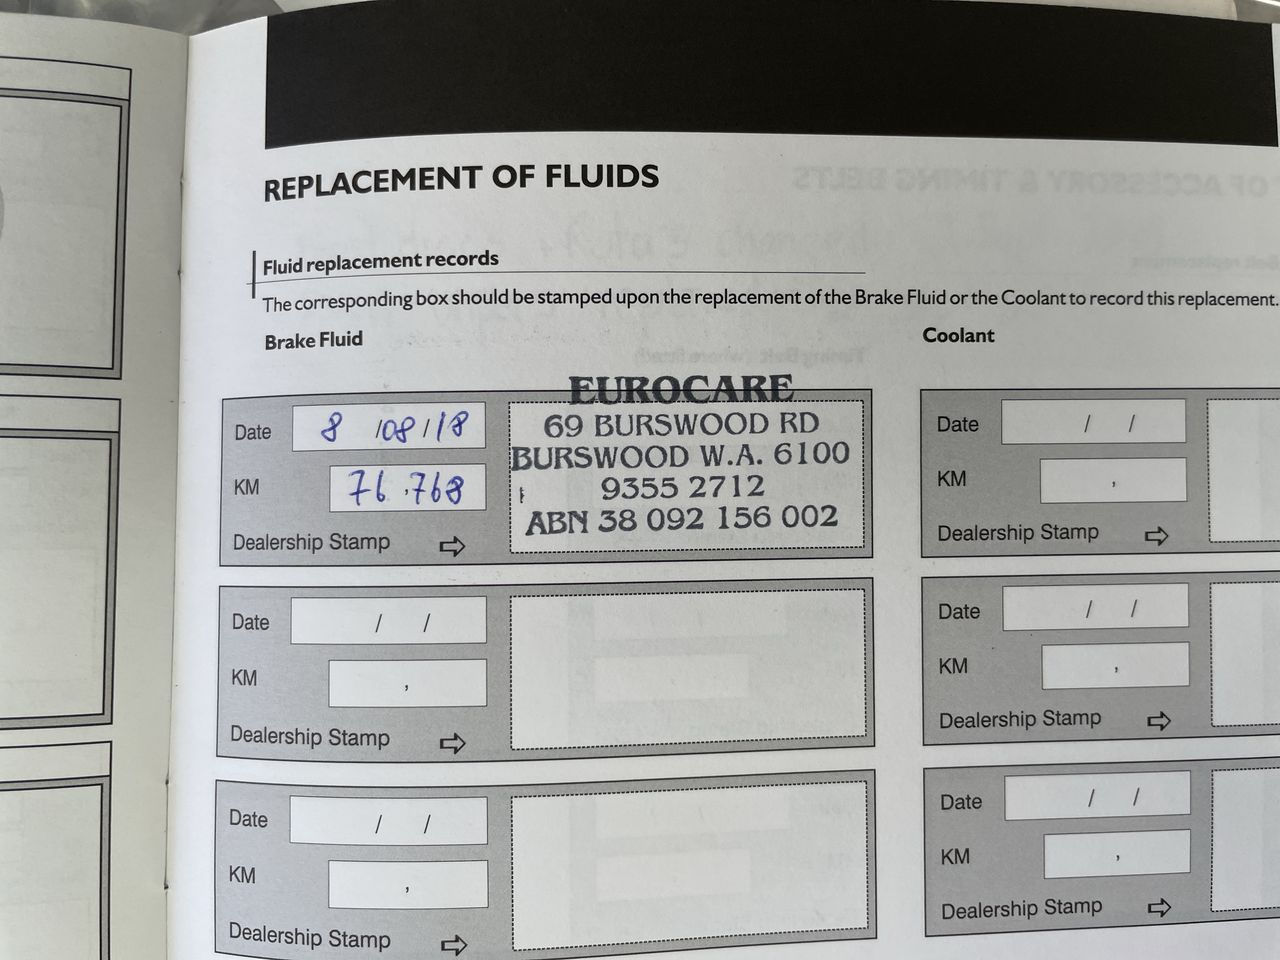 REPLACEMENT OF FLUIDS
Fluid replacement records
The corresponding box should be stamped upon the replacement of the Brake Fluid or the Coolant to record this replacement.
Brake Fluid
Coolant
Date 8 /08/18
KM 76,768
Dealership Stamp
EUROCARE
69 BURSWOOD RD
BURSWOOD W.A. 6100
9355 2712
ABN 38 092 156 002
Date / /
KM ,
Dealership Stamp
Date / /
KM ,
Dealership Stamp
Date / /
KM ,
Dealership Stamp
Date / /
KM ,
Dealership Stamp
Date / /
KM ,
Dealership Stamp